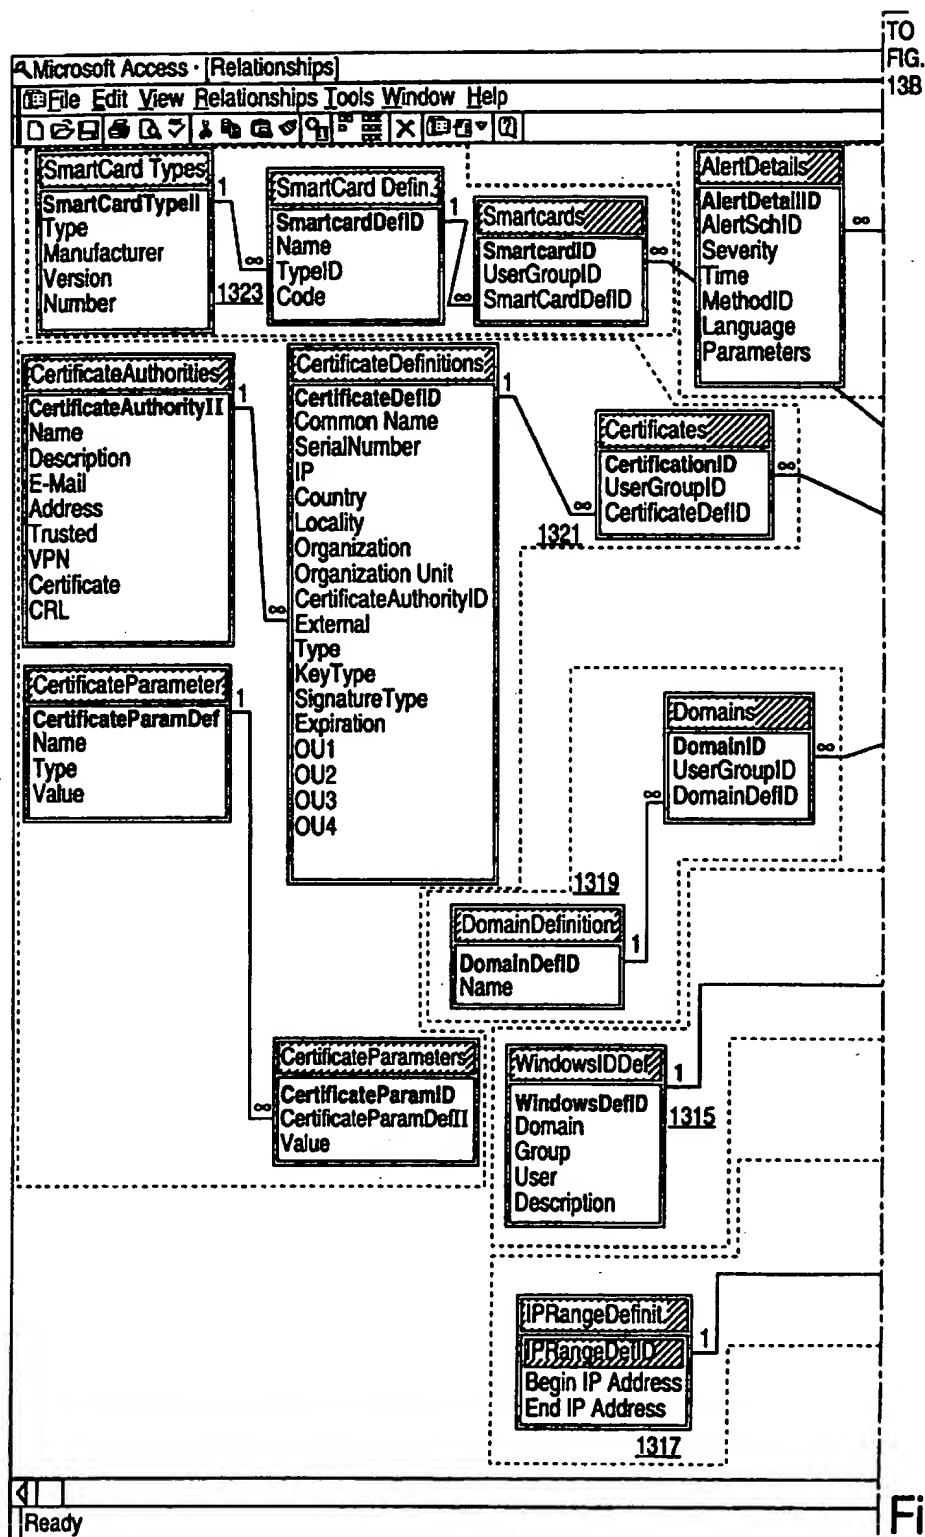 TO
FIG.
13B
Microsoft Access · [Relationships]
File Edit View Relationships Tools Window Help
SmartCard Types
SmartCardTypeII
Type
Manufacturer
Version
Number
1
∞
1323
SmartCard Defin.
SmartcardDefID
Name
TypeID
Code
1
∞
Smartcards
SmartcardID
UserGroupID
SmartCardDefID
∞
AlertDetails
AlertDetailID
AlertSchID
Severity
Time
MethodID
Language
Parameters
∞
CertificateAuthorities
CertificateAuthorityII
Name
Description
E-Mail
Address
Trusted
VPN
Certificate
CRL
1
∞
CertificateDefinitions
CertificateDefID
Common Name
SerialNumber
IP
Country
Locality
Organization
Organization Unit
CertificateAuthorityID
External
Type
KeyType
SignatureType
Expiration
OU1
OU2
OU3
OU4
1
∞
1321
Certificates
CertificationID
UserGroupID
CertificateDefID
∞
CertificateParameter
CertificateParamDef
Name
Type
Value
1
Domains
DomainID
UserGroupID
DomainDefID
∞
∞
1319
DomainDefinition
DomainDefID
Name
1
CertificateParameters
CertificateParamID
CertificateParamDefII
Value
∞
WindowsIDDef
WindowsDefID
Domain
Group
User
Description
1
1315
IPRangeDefinit.
IPRangeDefID
Begin IP Address
End IP Address
1
1317
Ready
Fi